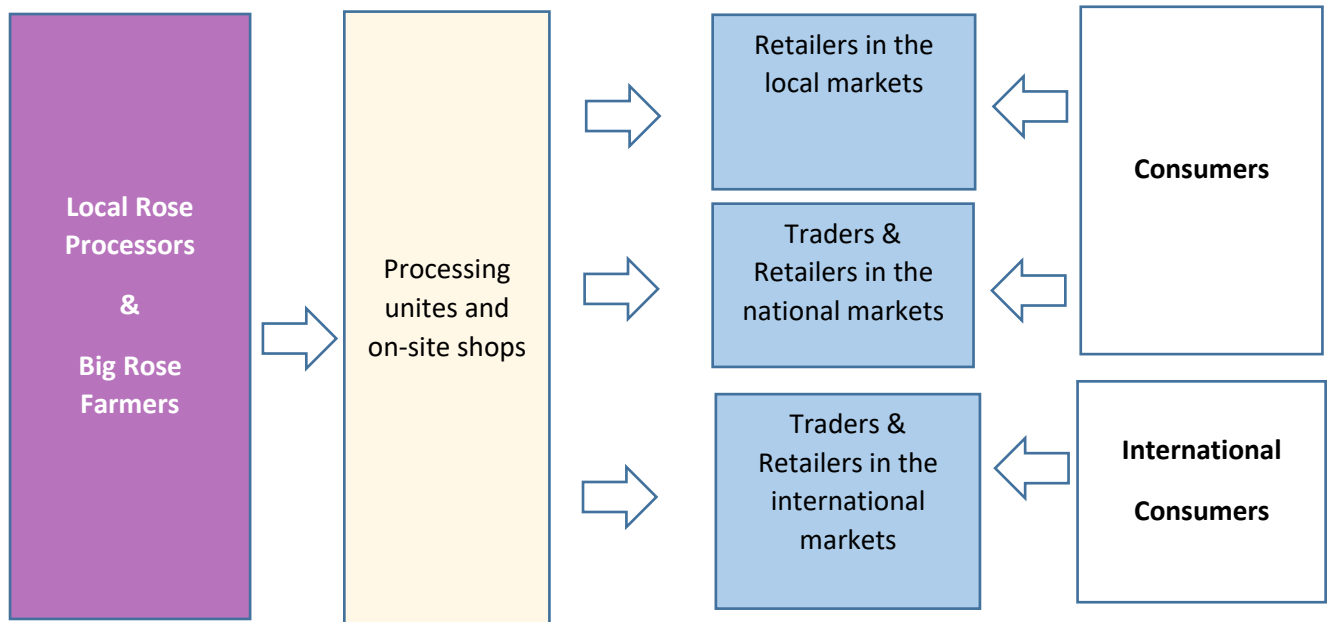 Local Rose
Processors
&
Big Rose
Farmers
Processing
unites and
on-site shops
Retailers in the
local markets
Traders &
Retailers in the
national markets
Traders &
Retailers in the
international
markets
Consumers
International
Consumers